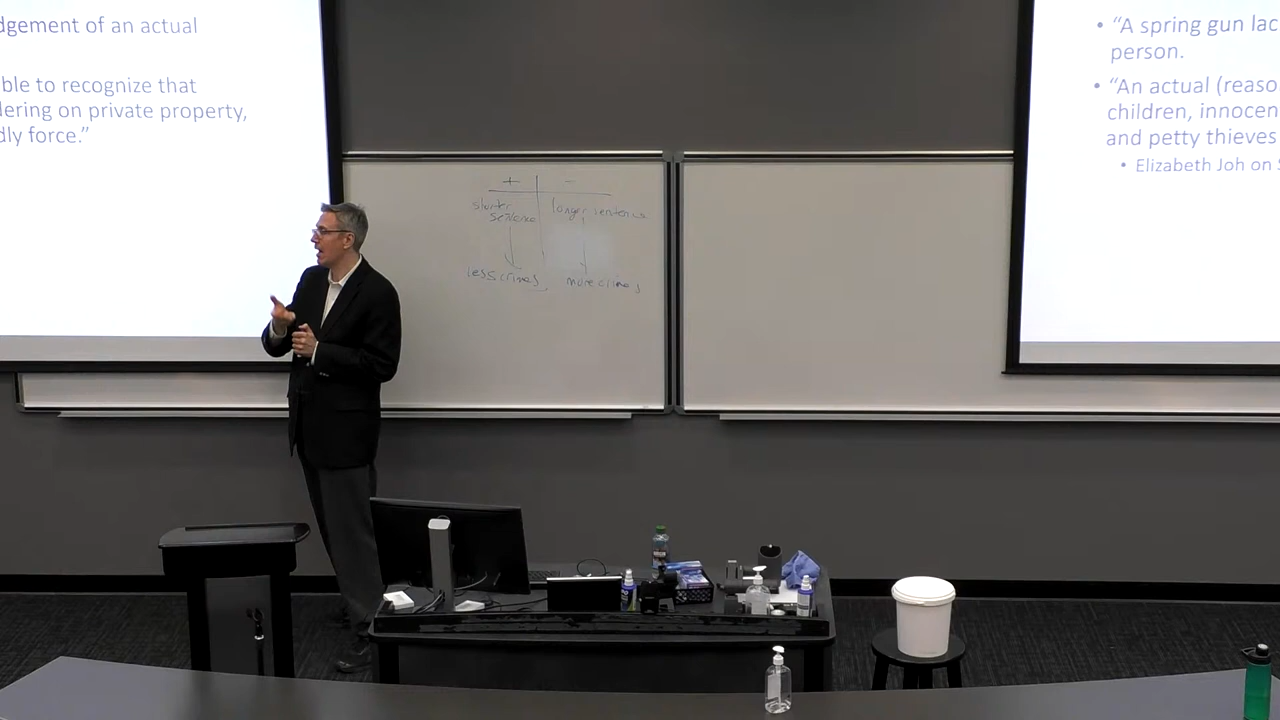 dgement of an actual
ble to recognize that
dering on private property,
dly force.”
+ -
shorter
sentence
longer sentence
less crimes
more crimes
• “A spring gun lac
person.
• “An actual (reaso
children, innocen
and petty thieves
• Elizabeth Joh on S